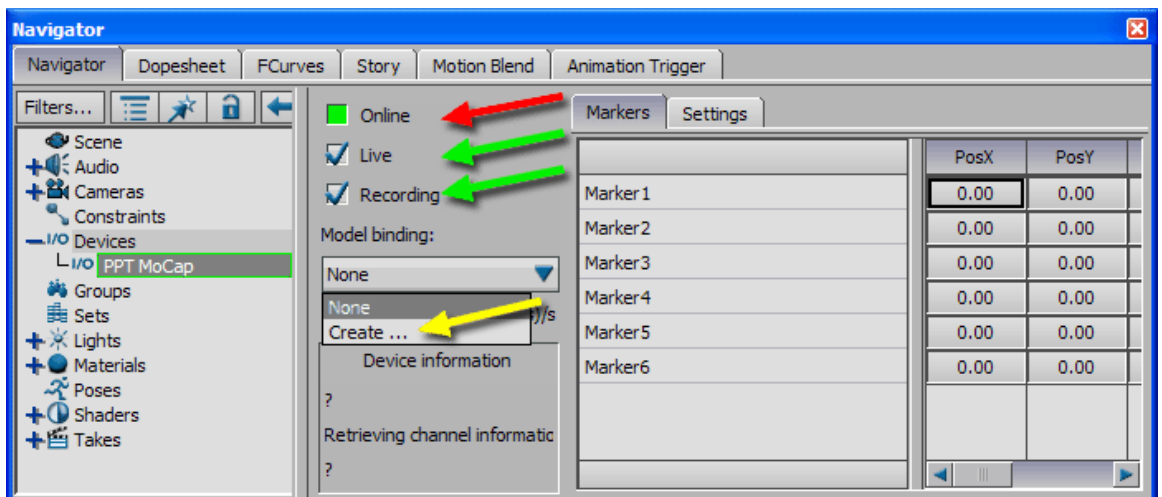 Navigator
Navigator Dopesheet FCurves Story Motion Blend Animation Trigger
Filters...
Scene
Audio
Cameras
Constraints
I/O Devices
I/O PPT MoCap
Groups
Sets
Lights
Materials
Poses
Shaders
Takes
Online
Live
Recording
Model binding:
None
None
)/s
Create ...
Device information
?
Retrieving channel informatic
?
Markers Settings
PosX PosY
Marker1 0.00 0.00
Marker2 0.00 0.00
Marker3 0.00 0.00
Marker4 0.00 0.00
Marker5 0.00 0.00
Marker6 0.00 0.00